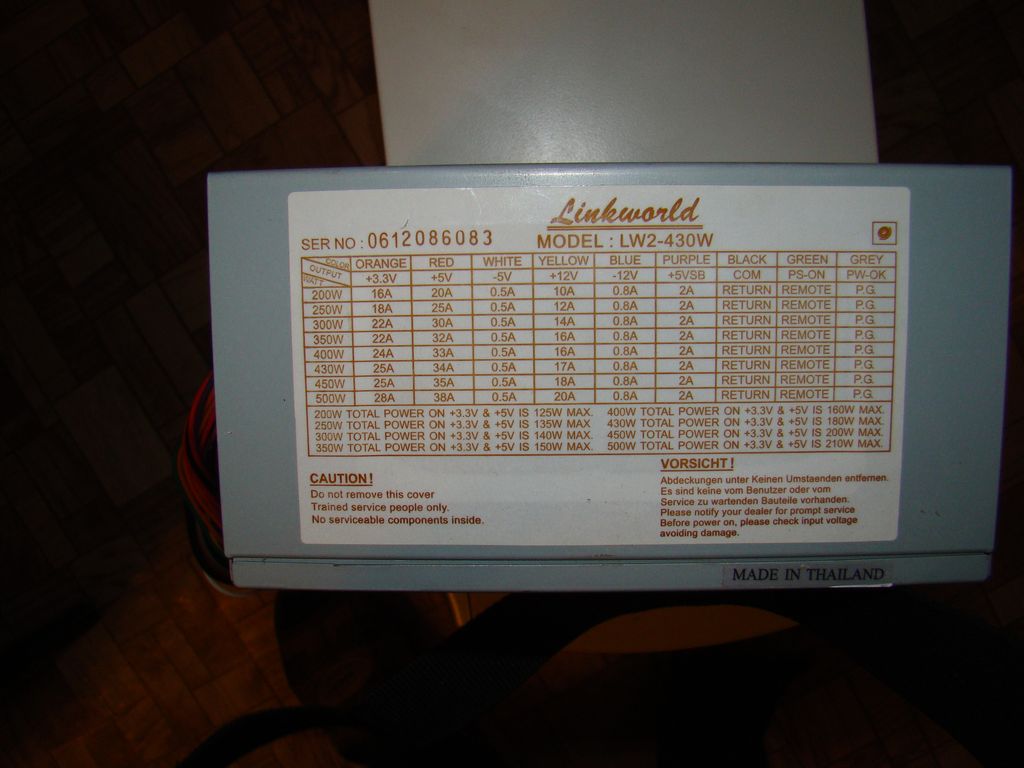 Linkworld
SER NO : 0612086083 MODEL : LW2-430W
COLOR OUTPUT WATT ORANGE RED WHITE YELLOW BLUE PURPLE BLACK GREEN GREY
+3.3V +5V -5V +12V -12V +5VSB COM PS-ON PW-OK
200W 16A 20A 0.5A 10A 0.8A 2A RETURN REMOTE P.G.
250W 18A 25A 0.5A 12A 0.8A 2A RETURN REMOTE P.G.
300W 22A 30A 0.5A 14A 0.8A 2A RETURN REMOTE P.G.
350W 22A 32A 0.5A 16A 0.8A 2A RETURN REMOTE P.G.
400W 24A 33A 0.5A 16A 0.8A 2A RETURN REMOTE P.G.
430W 25A 34A 0.5A 17A 0.8A 2A RETURN REMOTE P.G.
450W 25A 35A 0.5A 18A 0.8A 2A RETURN REMOTE P.G.
500W 28A 38A 0.5A 20A 0.8A 2A RETURN REMOTE P.G.
200W TOTAL POWER ON +3.3V & +5V IS 125W MAX. 400W TOTAL POWER ON +3.3V & +5V IS 160W MAX.
250W TOTAL POWER ON +3.3V & +5V IS 135W MAX. 430W TOTAL POWER ON +3.3V & +5V IS 180W MAX.
300W TOTAL POWER ON +3.3V & +5V IS 140W MAX. 450W TOTAL POWER ON +3.3V & +5V IS 200W MAX.
350W TOTAL POWER ON +3.3V & +5V IS 150W MAX. 500W TOTAL POWER ON +3.3V & +5V IS 210W MAX.
CAUTION !
Do not remove this cover
Trained service people only.
No serviceable components inside.
VORSICHT !
Abdeckungen unter Keinen Umstaenden entfernen.
Es sind keine vom Benutzer oder vom
Service zu wartenden Bauteile vorhanden.
Please notify your dealer for prompt service
Before power on, please check input voltage
avoiding damage.
MADE IN THAILAND